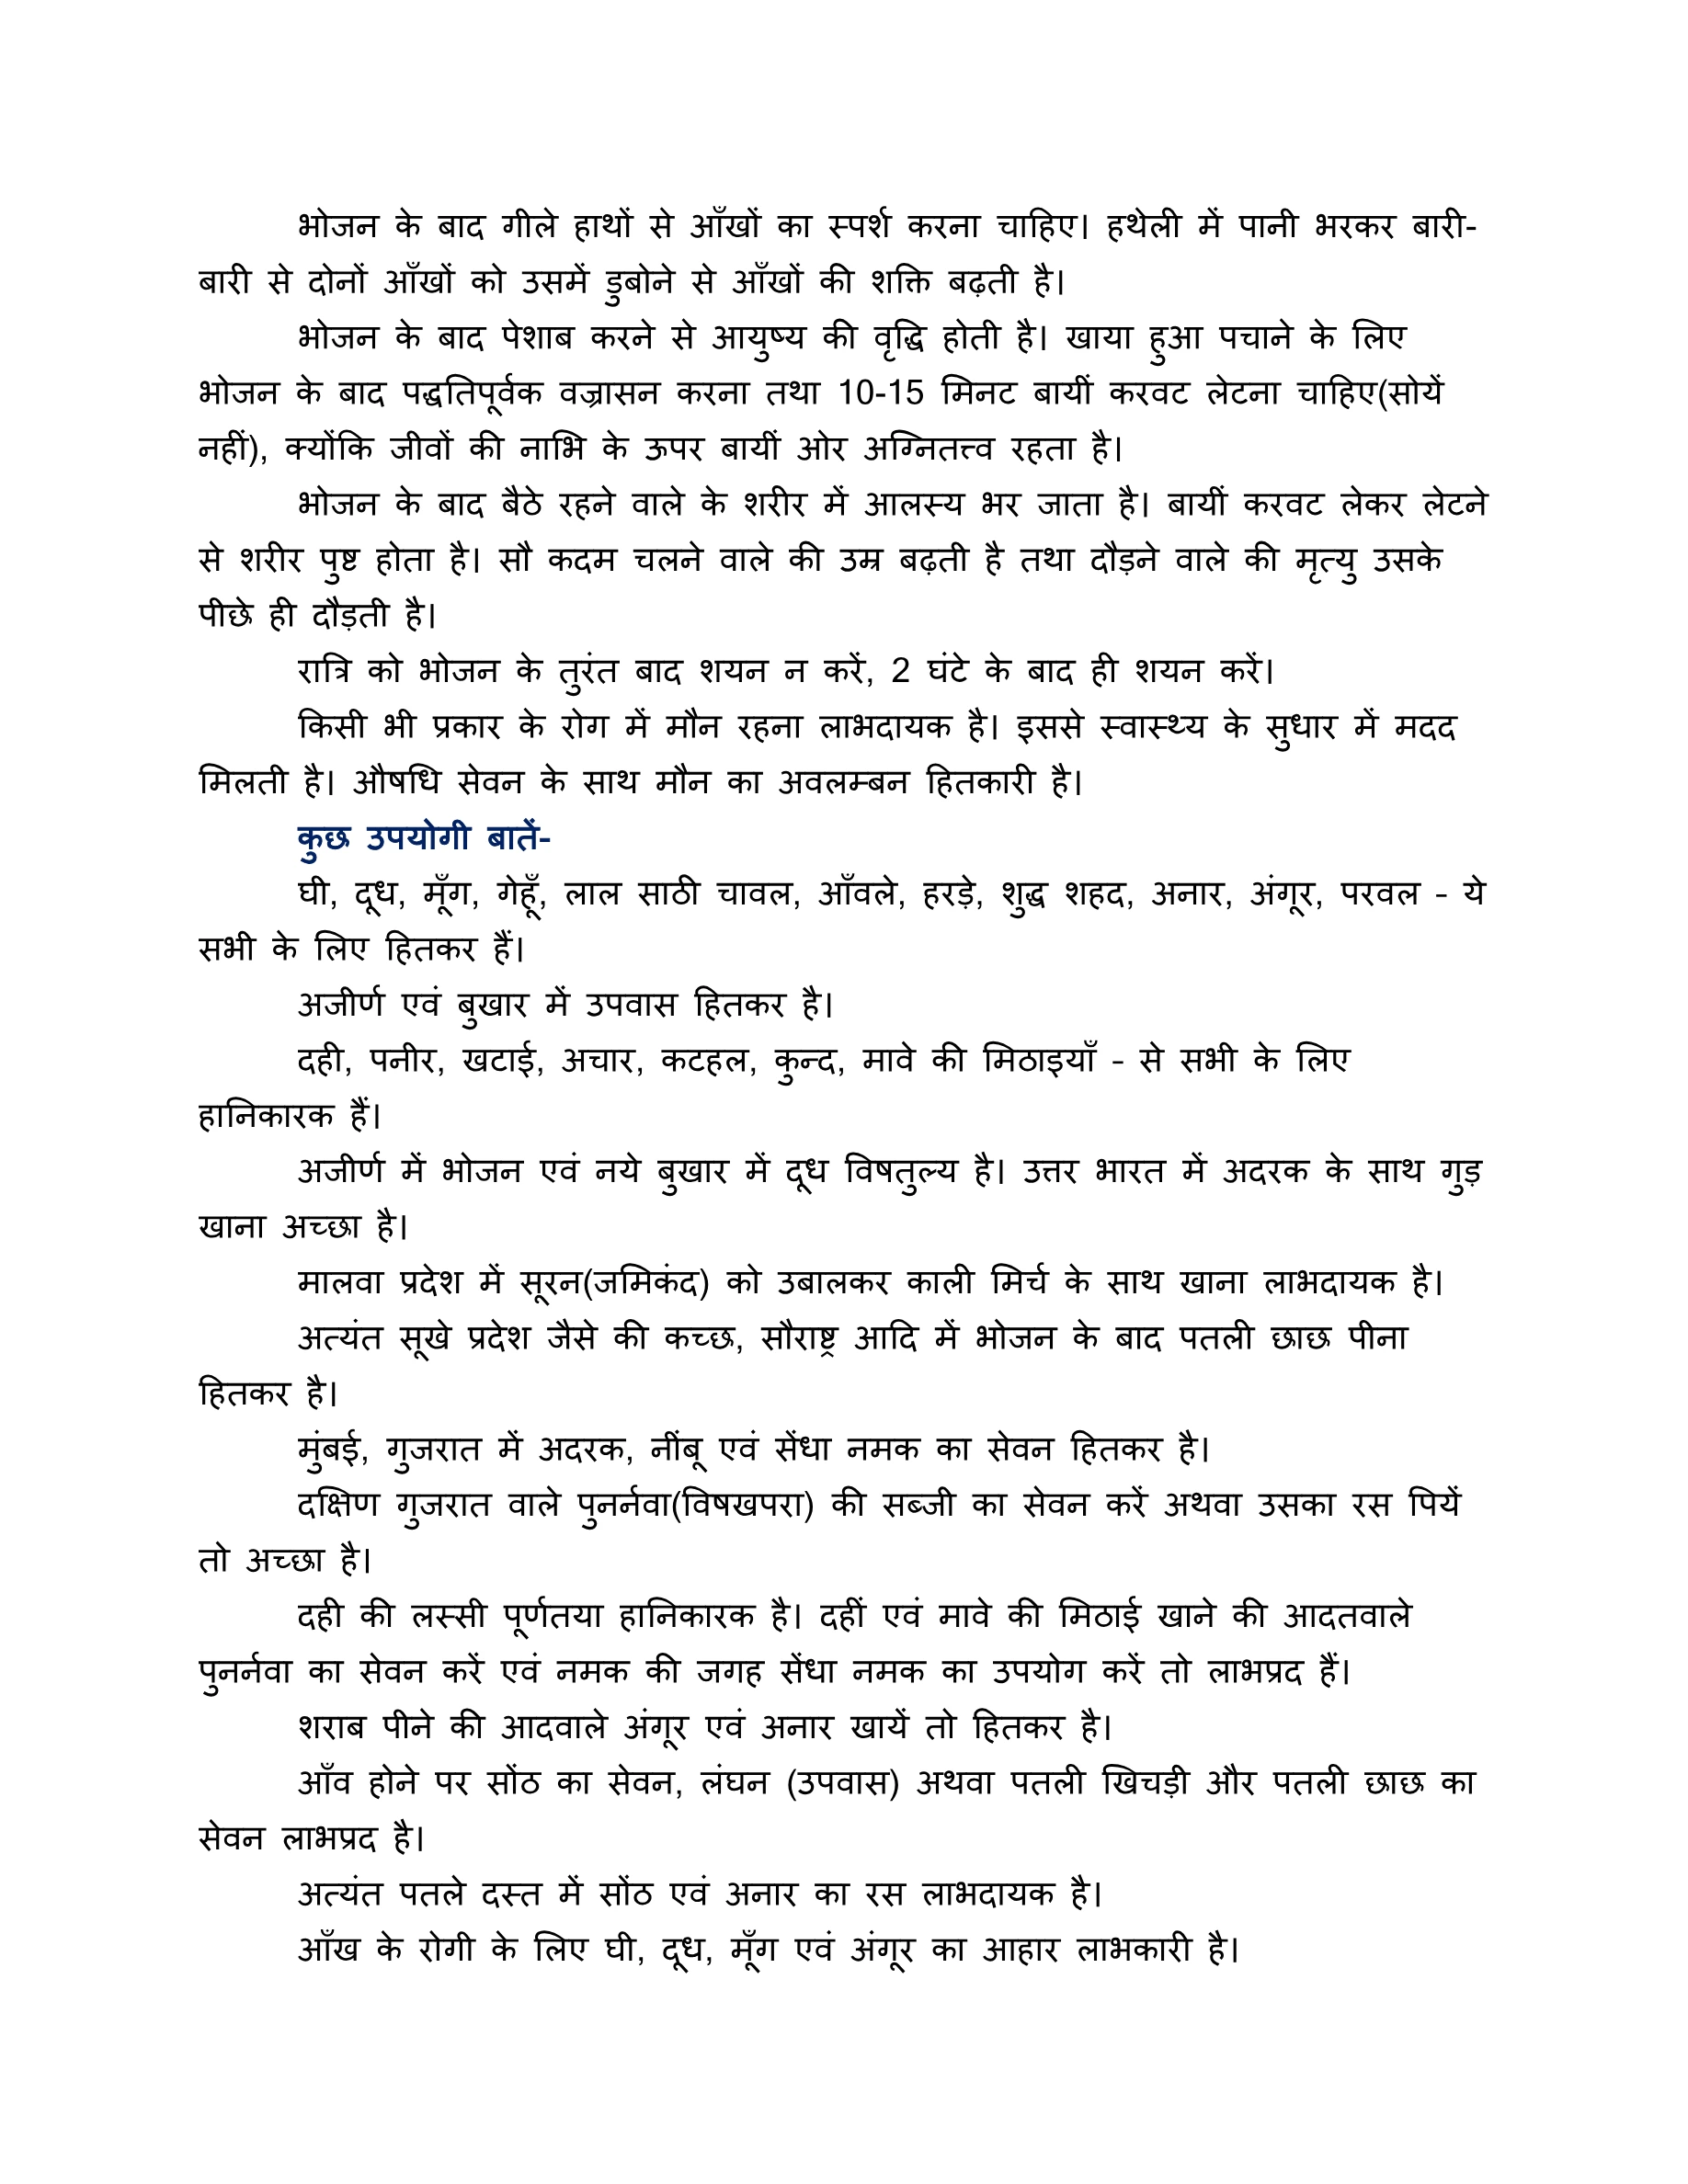 भोजन के बाद गीले हाथों से आँखों का स्पर्श करना चाहिए। हथेली में पानी भरकर बारी-
बारी से दोनों आँखों को उसमें डुबोने से आँखों की शक्ति बढ़ती है।
भोजन के बाद पेशाब करने से आयुष्य की वृद्धि होती है। खाया हुआ पचाने के लिए
भोजन के बाद पद्धतिपूर्वक वज्रासन करना तथा 10-15 मिनट बायीं करवट लेटना चाहिए(सोयें
नहीं), क्योंकि जीवों की नाभि के ऊपर बायीं ओर अग्नितत्त्व रहता है।
भोजन के बाद बैठे रहने वाले के शरीर में आलस्य भर जाता है। बायीं करवट लेकर लेटने
से शरीर पुष्ट होता है। सौ कदम चलने वाले की उम्र बढ़ती है तथा दौड़ने वाले की मृत्यु उसके
पीछे ही दौड़ती है।
रात्रि को भोजन के तुरंत बाद शयन न करें, 2 घंटे के बाद ही शयन करें।
किसी भी प्रकार के रोग में मौन रहना लाभदायक है। इससे स्वास्थ्य के सुधार में मदद
मिलती है। औषधि सेवन के साथ मौन का अवलम्बन हितकारी है।
कुछ उपयोगी बातें-
घी, दूध, मूँग, गेहूँ, लाल साठी चावल, आँवले, हरड़े, शुद्ध शहद, अनार, अंगूर, परवल – ये
सभी के लिए हितकर हैं।
अजीर्ण एवं बुखार में उपवास हितकर है।
दही, पनीर, खटाई, अचार, कटहल, कुन्द, मावे की मिठाइयाँ – से सभी के लिए
हानिकारक हैं।
अजीर्ण में भोजन एवं नये बुखार में दूध विषतुल्य है। उत्तर भारत में अदरक के साथ गुड़
खाना अच्छा है।
मालवा प्रदेश में सूरन(जमिकंद) को उबालकर काली मिर्च के साथ खाना लाभदायक है।
अत्यंत सूखे प्रदेश जैसे की कच्छ, सौराष्ट्र आदि में भोजन के बाद पतली छाछ पीना
हितकर है।
मुंबई, गुजरात में अदरक, नींबू एवं सेंधा नमक का सेवन हितकर है।
दक्षिण गुजरात वाले पुनर्नवा(विषखपरा) की सब्जी का सेवन करें अथवा उसका रस पियें
तो अच्छा है।
दही की लस्सी पूर्णतया हानिकारक है। दहीं एवं मावे की मिठाई खाने की आदतवाले
पुनर्नवा का सेवन करें एवं नमक की जगह सेंधा नमक का उपयोग करें तो लाभप्रद हैं।
शराब पीने की आदवाले अंगूर एवं अनार खायें तो हितकर है।
आँव होने पर सोंठ का सेवन, लंघन (उपवास) अथवा पतली खिचड़ी और पतली छाछ का
सेवन लाभप्रद है।
अत्यंत पतले दस्त में सोंठ एवं अनार का रस लाभदायक है।
आँख के रोगी के लिए घी, दूध, मूँग एवं अंगूर का आहार लाभकारी है।